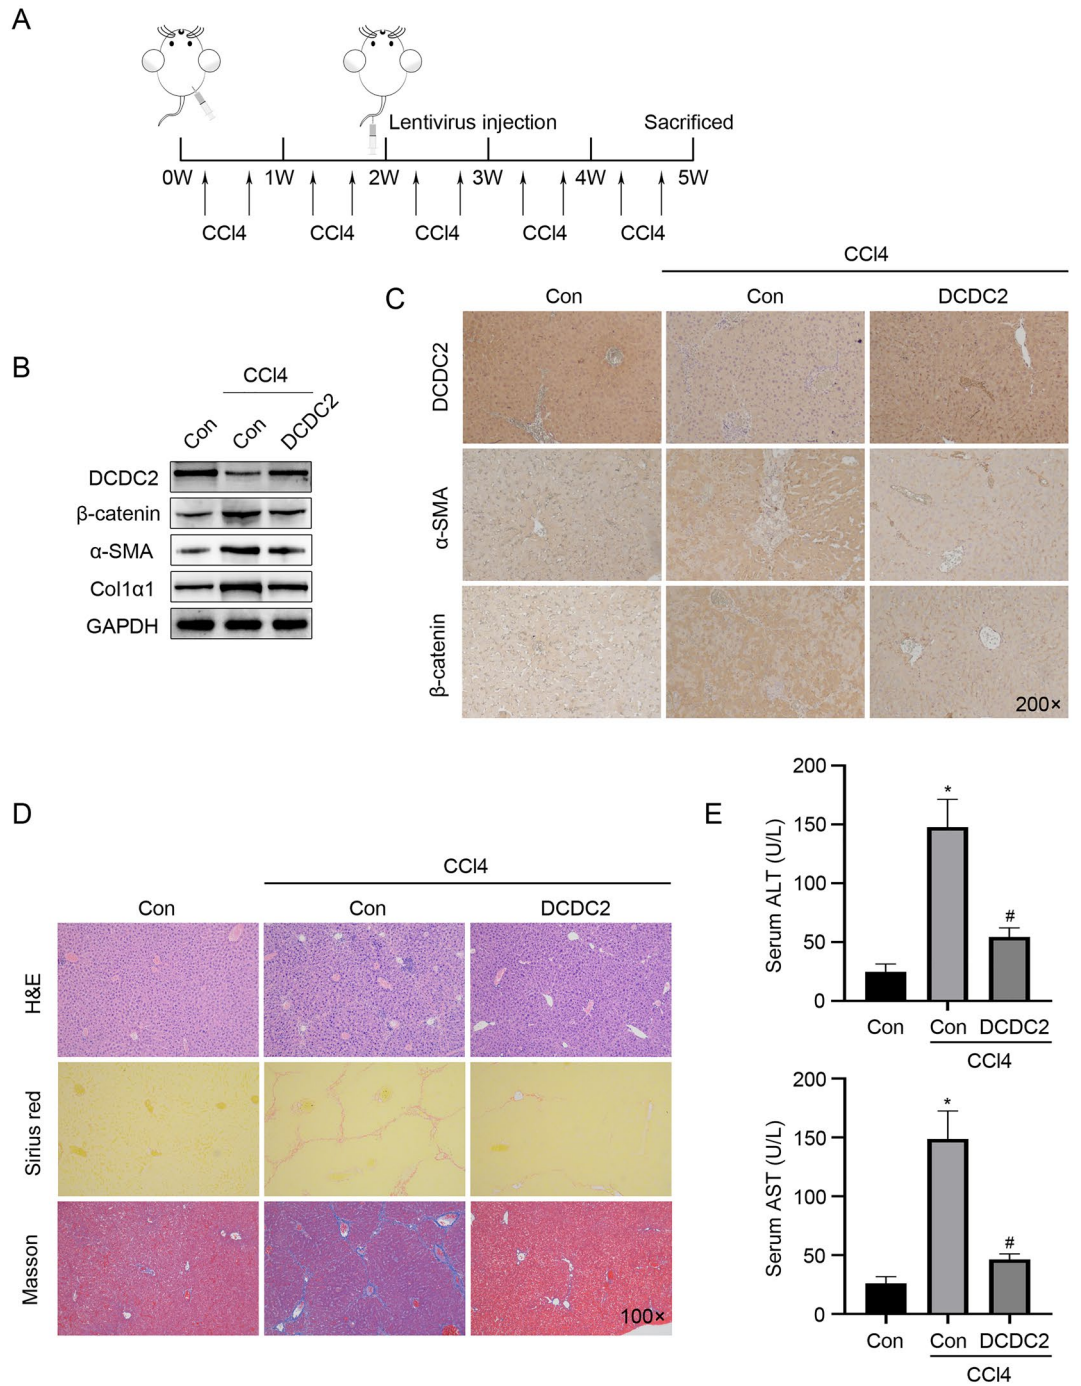 A
Lentivirus injection
Sacrificed
0W
1W
2W
3W
4W
5W
CCl4
CCl4
CCl4
CCl4
CCl4
B
CCl4
Con
Con
DCDC2
DCDC2
β-catenin
α-SMA
Col1α1
GAPDH
C
CCl4
Con
Con
DCDC2
DCDC2
α-SMA
β-catenin
200×
D
CCl4
Con
Con
DCDC2
H&E
Sirius red
Masson
100×
E
Serum ALT (U/L)
200
150
100
50
0
*
#
Con
Con
DCDC2
CCl4
Serum AST (U/L)
200
150
100
50
0
*
#
Con
Con
DCDC2
CCl4